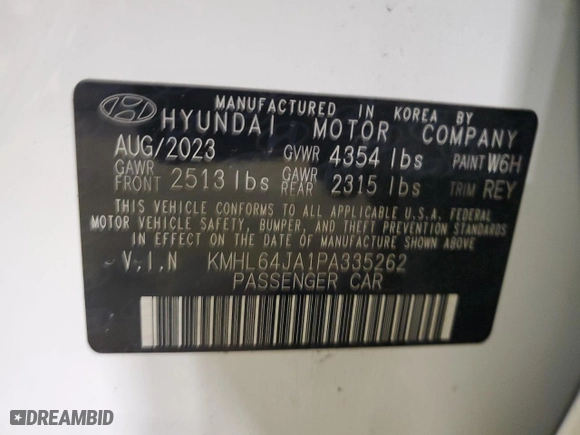 MANUFACTURED IN KOREA BY
HYUNDAI MOTOR COMPANY
AUG/2023 GVWR 4354 lbs PAINT W6H
GAWR FRONT 2513 lbs GAWR REAR 2315 lbs TRIM REY
THIS VEHICLE CONFORMS TO ALL APPLICABLE U.S.A. FEDERAL
MOTOR VEHICLE SAFETY, BUMPER, AND THEFT PREVENTION STANDARDS
IN EFFECT ON THE DATE OF MANUFACTURE SHOWN ABOVE
V.I.N KMHL64JA1PA335262
PASSENGER CAR
DREAMBID